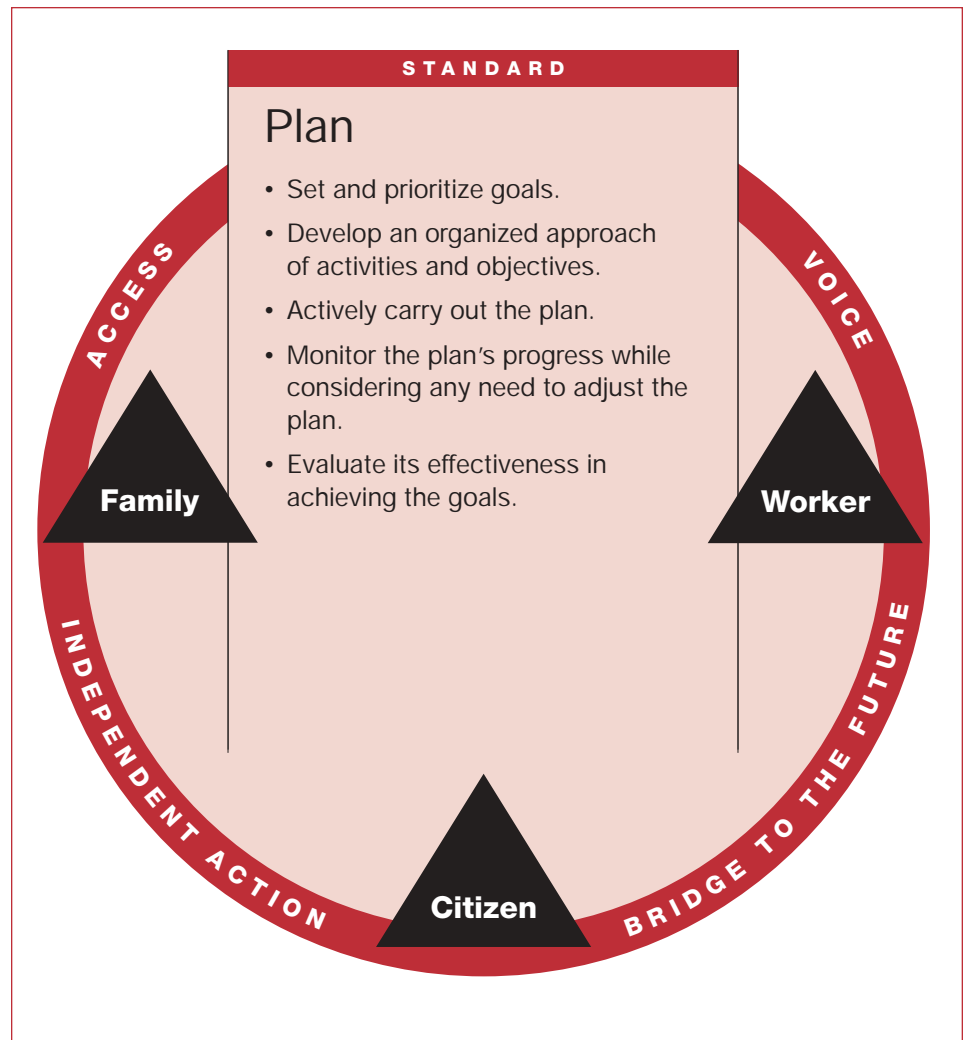 STANDARD
Plan
• Set and prioritize goals.
• Develop an organized approach
of activities and objectives.
• Actively carry out the plan.
• Monitor the plan’s progress while
considering any need to adjust the
plan.
• Evaluate its effectiveness in
achieving the goals.
ACCESS
VOICE
Family
Worker
INDEPENDENT ACTION
BRIDGE TO THE FUTURE
Citizen